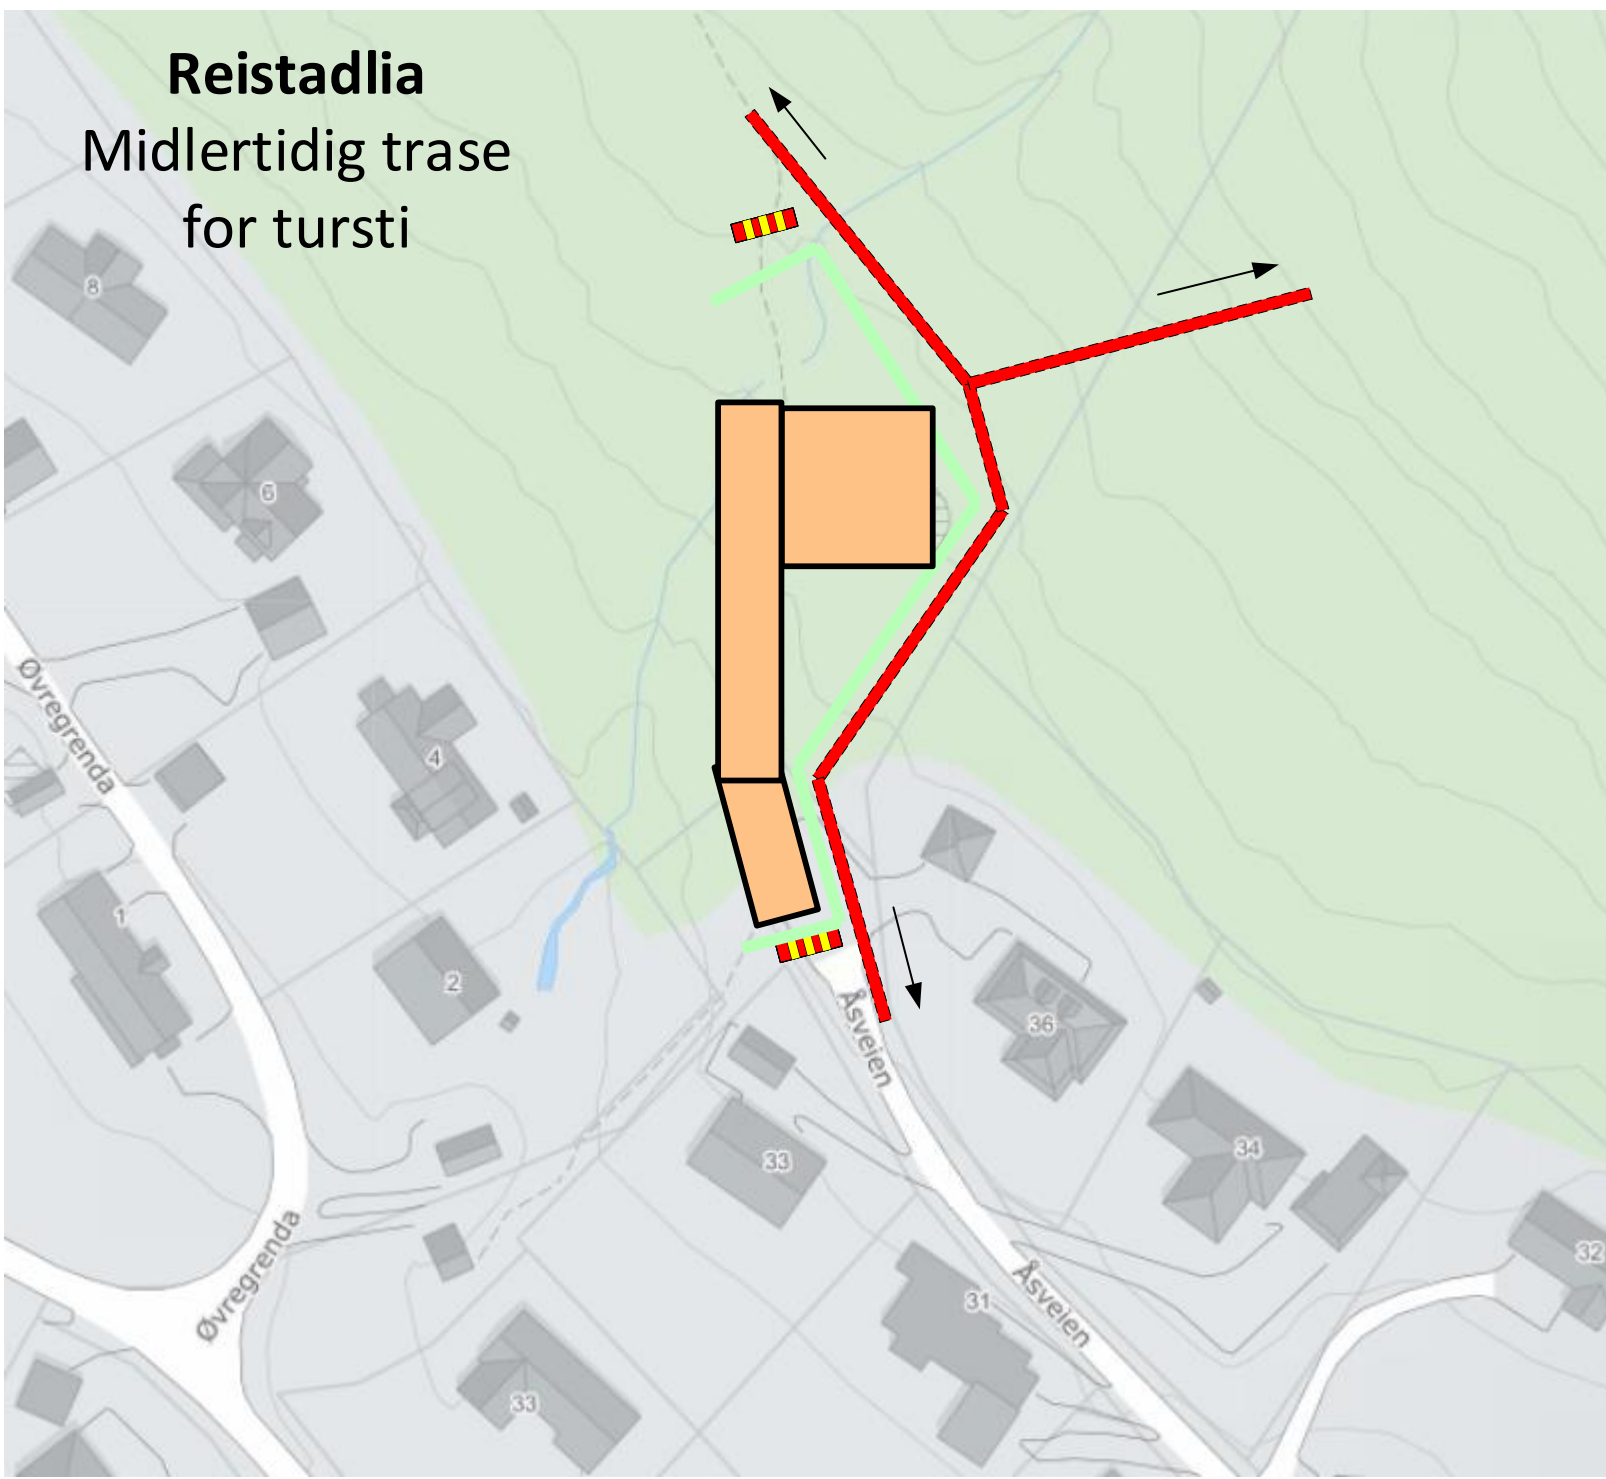 Reistadlia
Midlertidig trase
for tursti
8
6
Øvregrenda
4
1
2
Åsveien
36
33
34
32
Øvregrenda
Åsveien
31
33